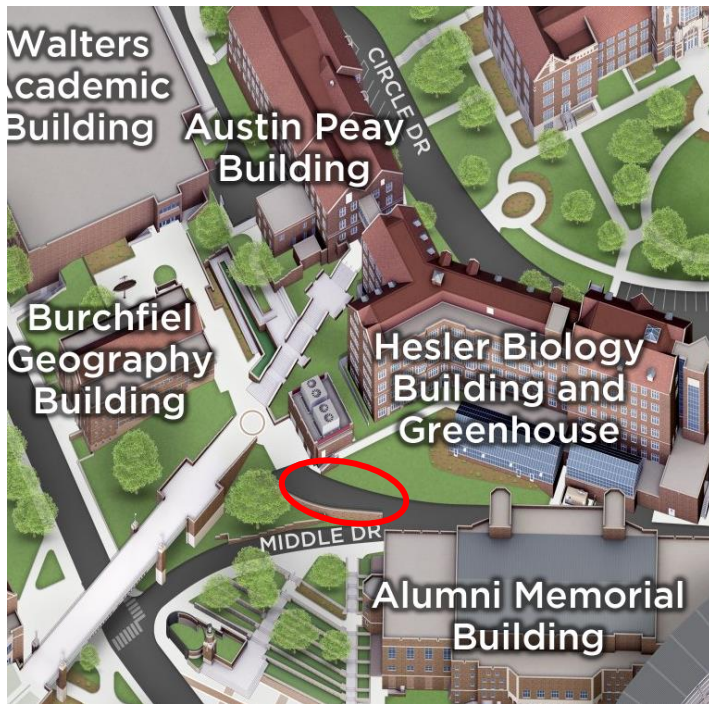 Walters
Academic
Building
Austin Peay
Building
CIRCLE DR
Burchfiel
Geography
Building
Hesler Biology
Building and
Greenhouse
MIDDLE DR
Alumni Memorial
Building